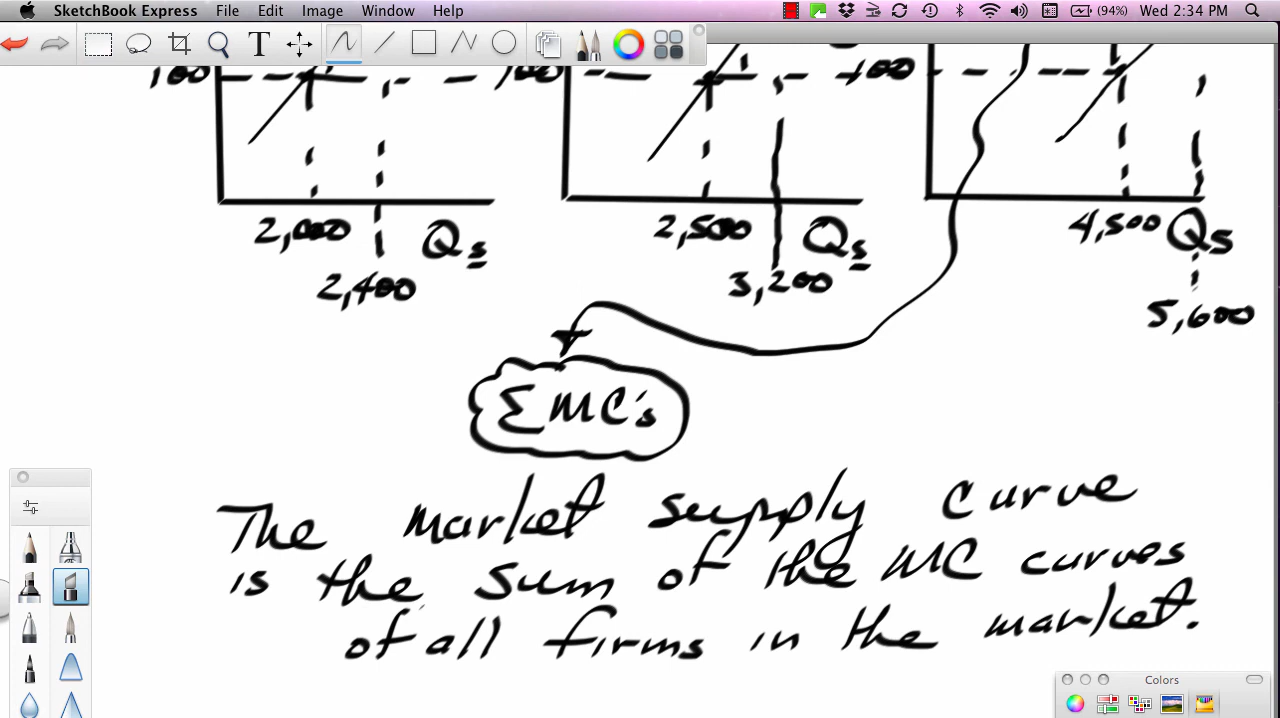 SketchBook Express File Edit Image Window Help (94%) Wed 2:34 PM
T
100 100 100
2,000 Qs 2,500 Qs 4,500 Qs
2,400 3,200 5,600
ΣMC's
The market supply curve
is the sum of the MC curves
of all firms in the market.
Colors